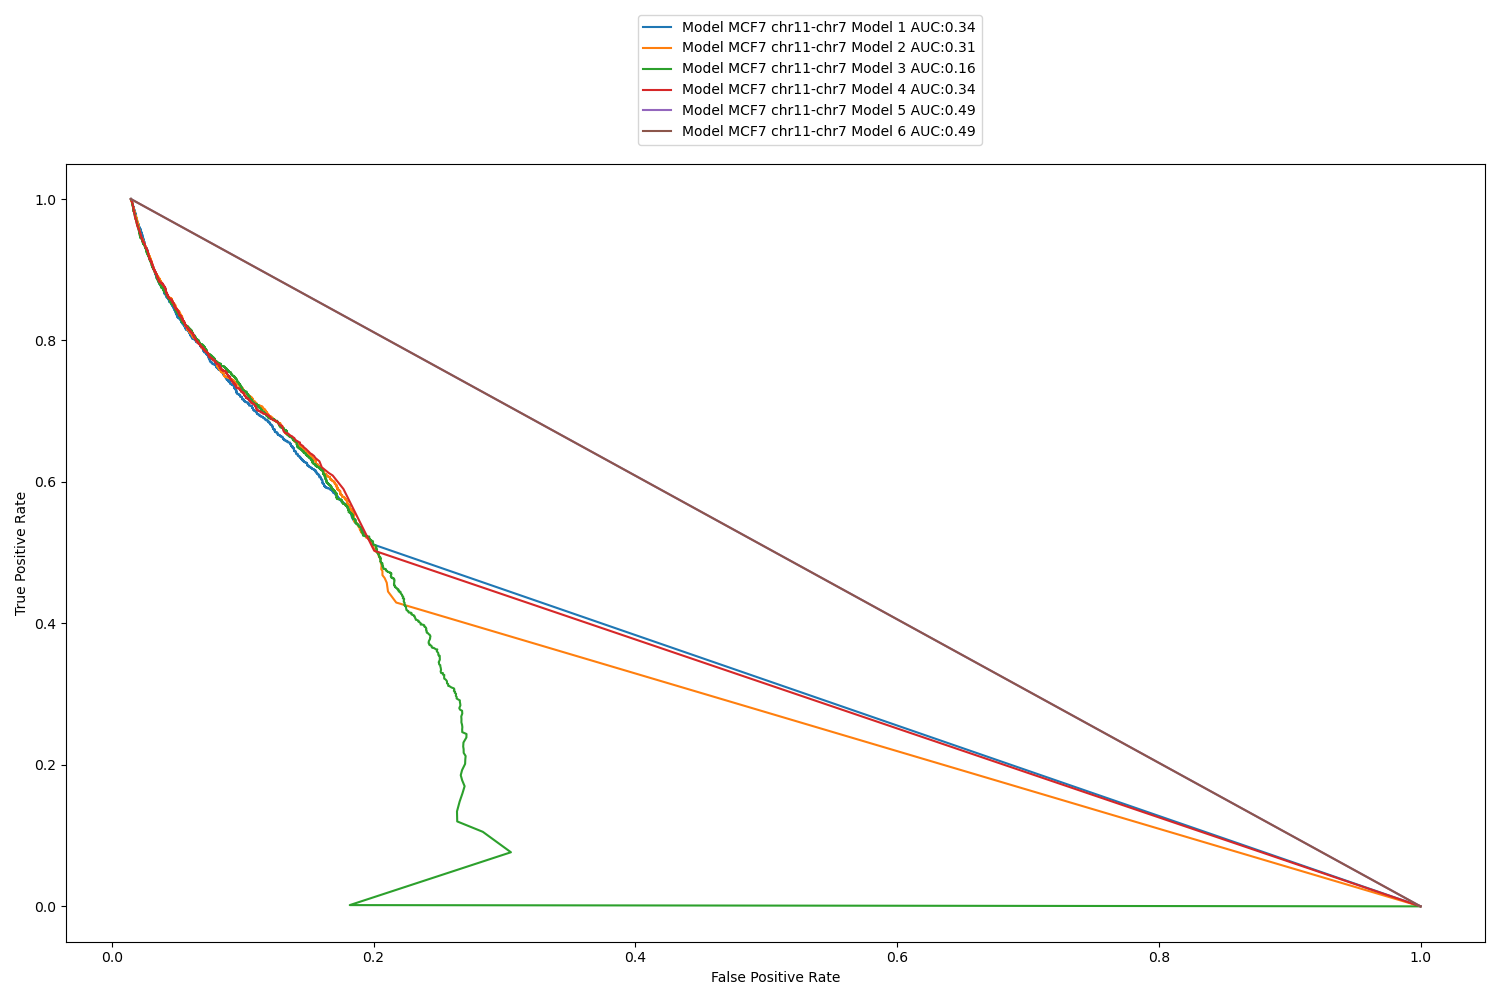 Model MCF7 chr11-chr7 Model 1 AUC:0.34
Model MCF7 chr11-chr7 Model 2 AUC:0.31
Model MCF7 chr11-chr7 Model 3 AUC:0.16
Model MCF7 chr11-chr7 Model 4 AUC:0.34
Model MCF7 chr11-chr7 Model 5 AUC:0.49
Model MCF7 chr11-chr7 Model 6 AUC:0.49
True Positive Rate
1.0
0.8
0.6
0.4
0.2
0.0
0.0 0.2 0.4 0.6 0.8 1.0
False Positive Rate